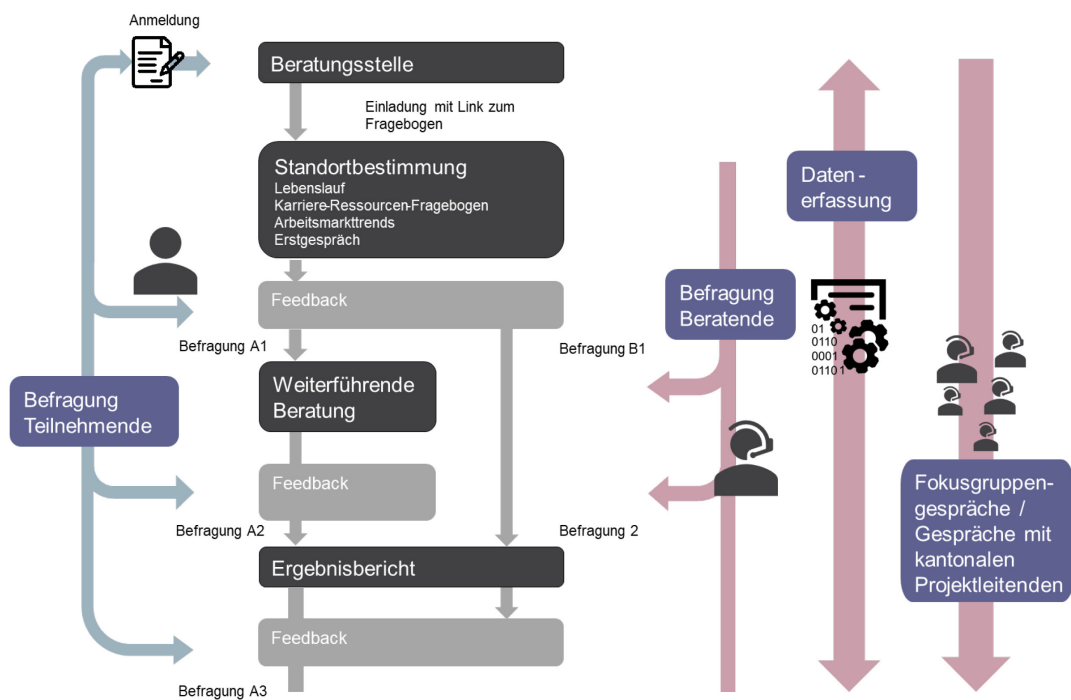 Anmeldung
Beratungsstelle
Einladung mit Link zum
Fragebogen
Standortbestimmung
Lebenslauf
Karriere-Ressourcen-Fragebogen
Arbeitsmarkttrends
Erstgespräch
Feedback
Befragung A1
Befragung B1
Weiterführende
Beratung
Befragung
Teilnehmende
Feedback
Befragung A2
Befragung 2
Ergebnisbericht
Feedback
Befragung A3
Befragung
Beratende
Daten-
erfassung
01
0110
0001
01101
Fokusgruppen-
gespräche /
Gespräche mit
kantonalen
Projektleitenden